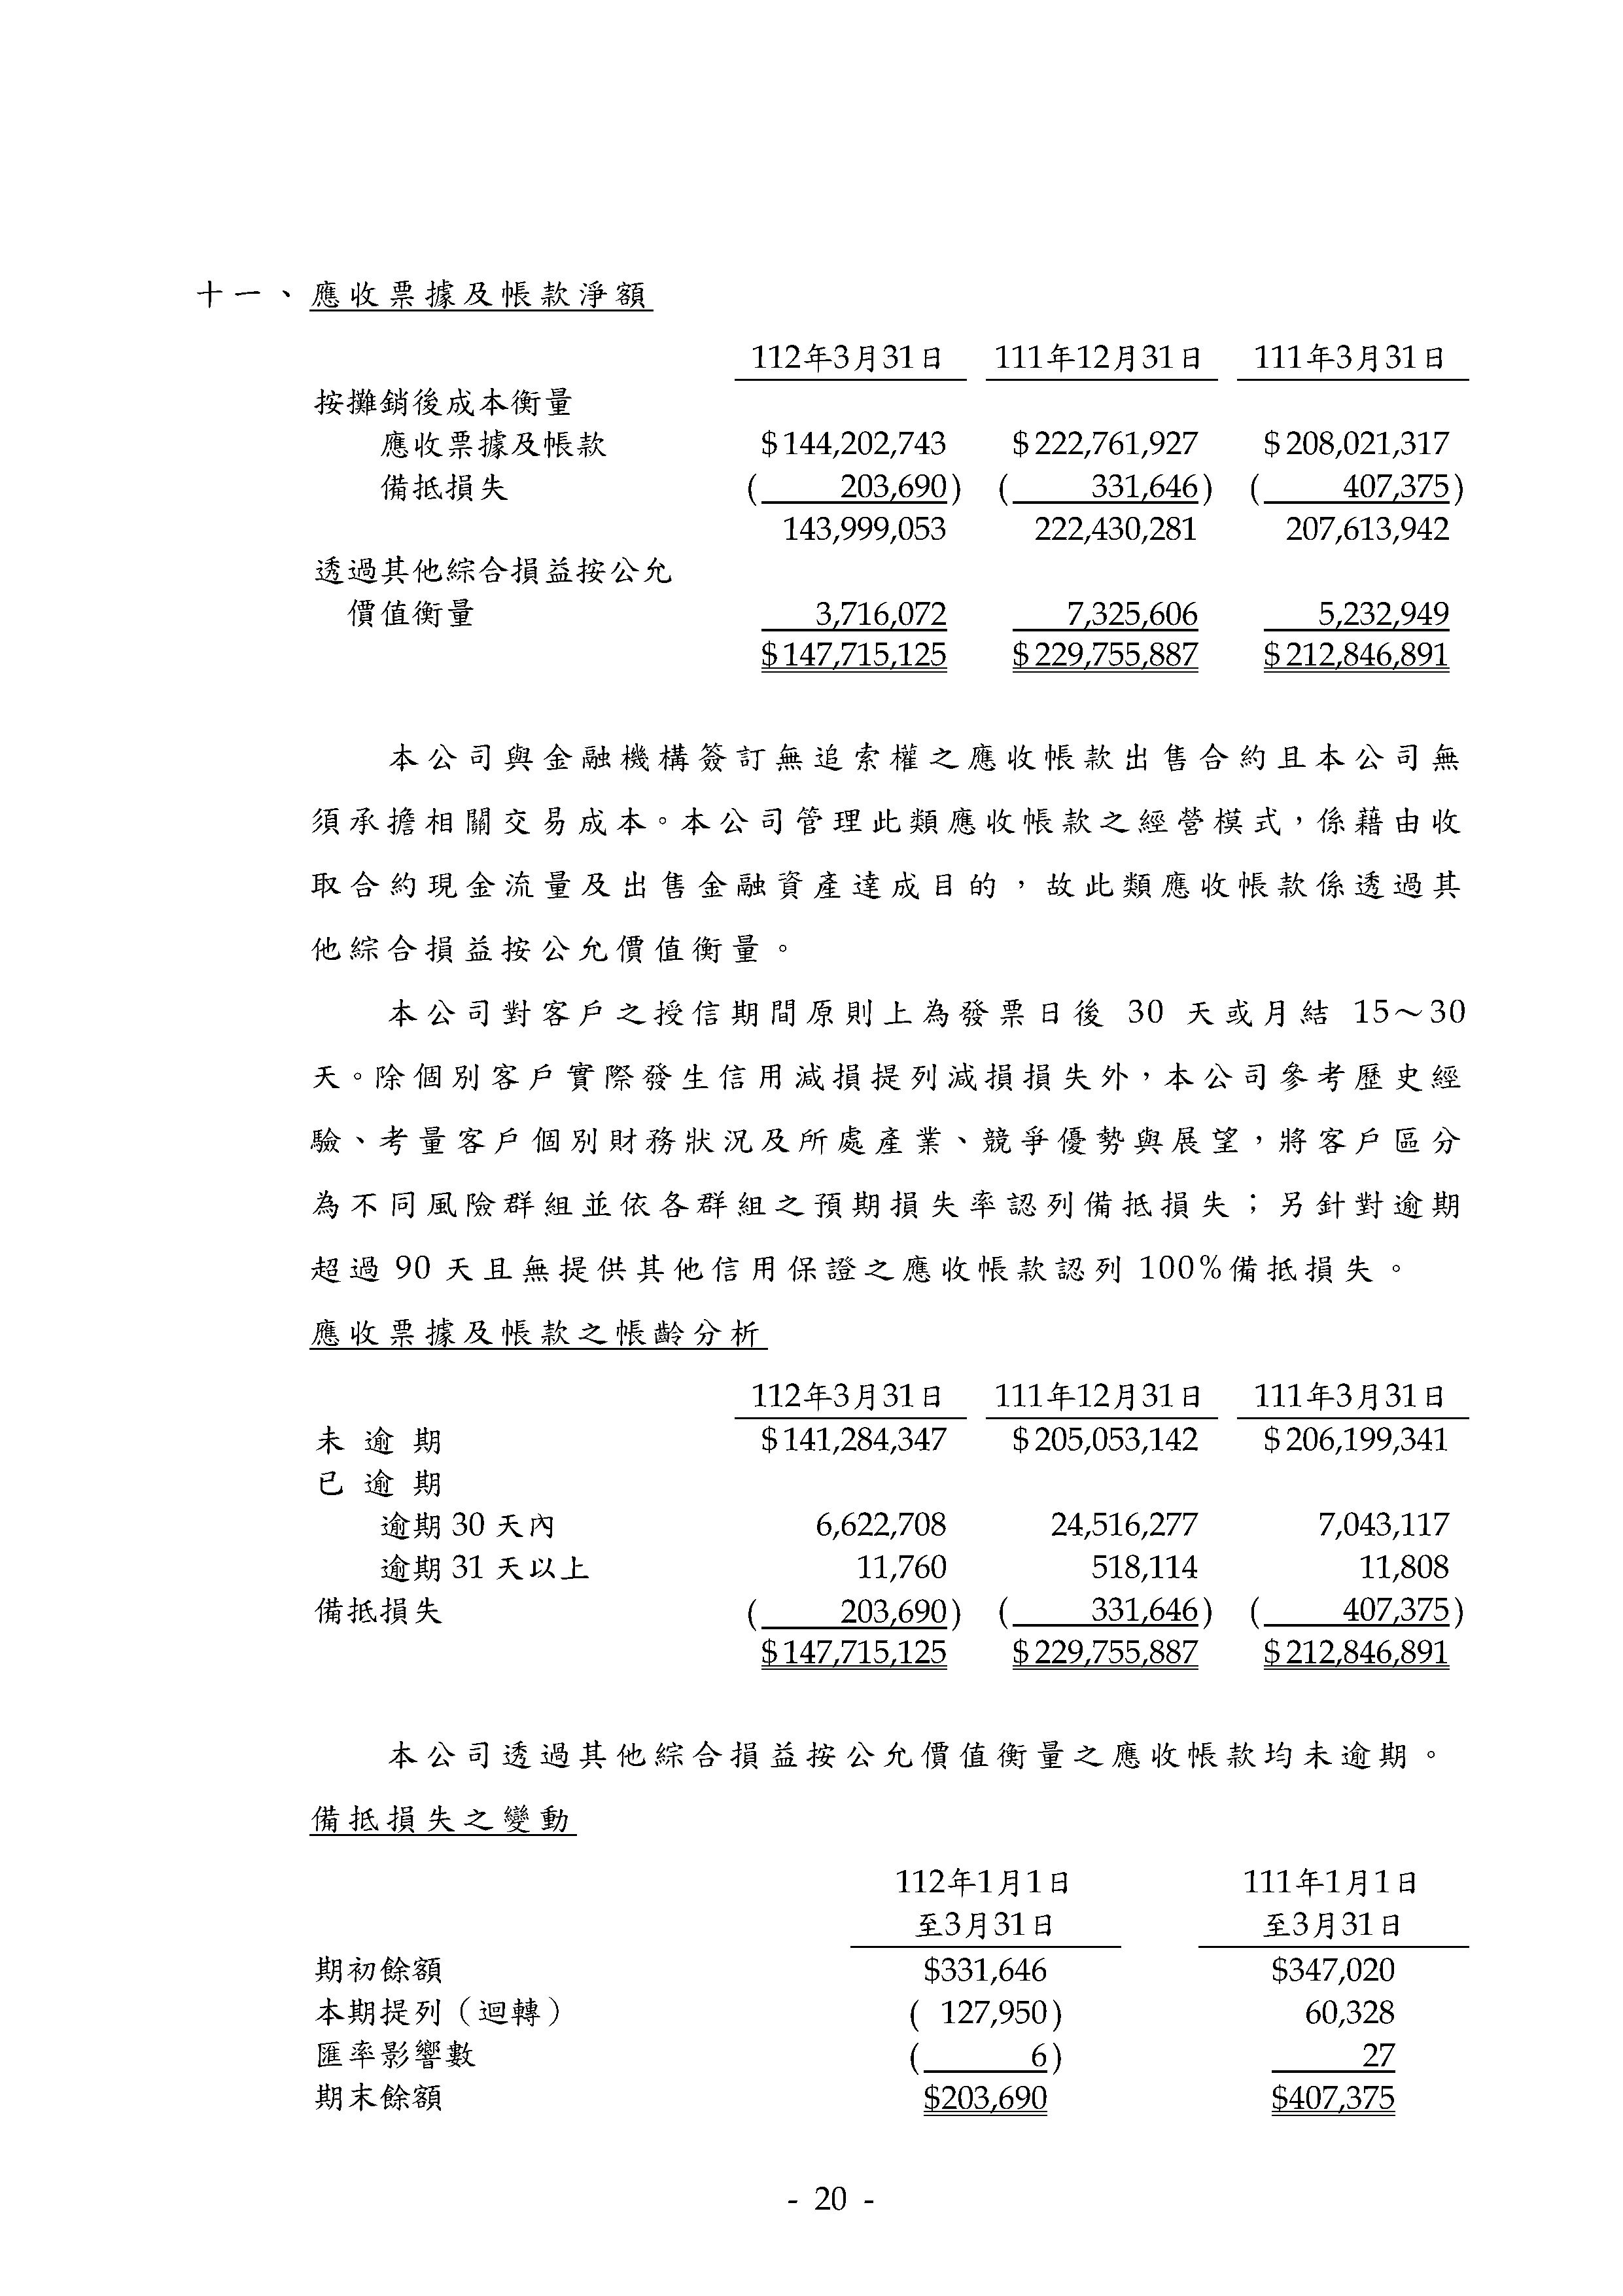 十一、應收票據及帳款淨額
112年3月31日 111年12月31日 111年3月31日
按攤銷後成本衡量
應收票據及帳款 $144,202,743 $222,761,927 $208,021,317
備抵損失 ( 203,690) ( 331,646) ( 407,375)
143,999,053 222,430,281 207,613,942
透過其他綜合損益按公允
價值衡量 3,716,072 7,325,606 5,232,949
$147,715,125 $229,755,887 $212,846,891
本公司與金融機構簽訂無追索權之應收帳款出售合約且本公司無
須承擔相關交易成本。本公司管理此類應收帳款之經營模式，係藉由收
取合約現金流量及出售金融資產達成目的，故此類應收帳款係透過其
他綜合損益按公允價值衡量。
本公司對客戶之授信期間原則上為發票日後 30 天或月結 15～30
天。除個別客戶實際發生信用減損提列減損損失外，本公司參考歷史經
驗、考量客戶個別財務狀況及所處產業、競爭優勢與展望，將客戶區分
為不同風險群組並依各群組之預期損失率認列備抵損失；另針對逾期
超過 90 天且無提供其他信用保證之應收帳款認列 100%備抵損失。
應收票據及帳款之帳齡分析
112年3月31日 111年12月31日 111年3月31日
未逾期 $141,284,347 $205,053,142 $206,199,341
已逾期
逾期 30 天內 6,622,708 24,516,277 7,043,117
逾期 31 天以上 11,760 518,114 11,808
備抵損失 ( 203,690) ( 331,646) ( 407,375)
$147,715,125 $229,755,887 $212,846,891
本公司透過其他綜合損益按公允價值衡量之應收帳款均未逾期。
備抵損失之變動
112年1月1日 111年1月1日
至3月31日 至3月31日
期初餘額 $331,646 $347,020
本期提列（迴轉） ( 127,950) 60,328
匯率影響數 ( 6) 27
期末餘額 $203,690 $407,375
- 20 -